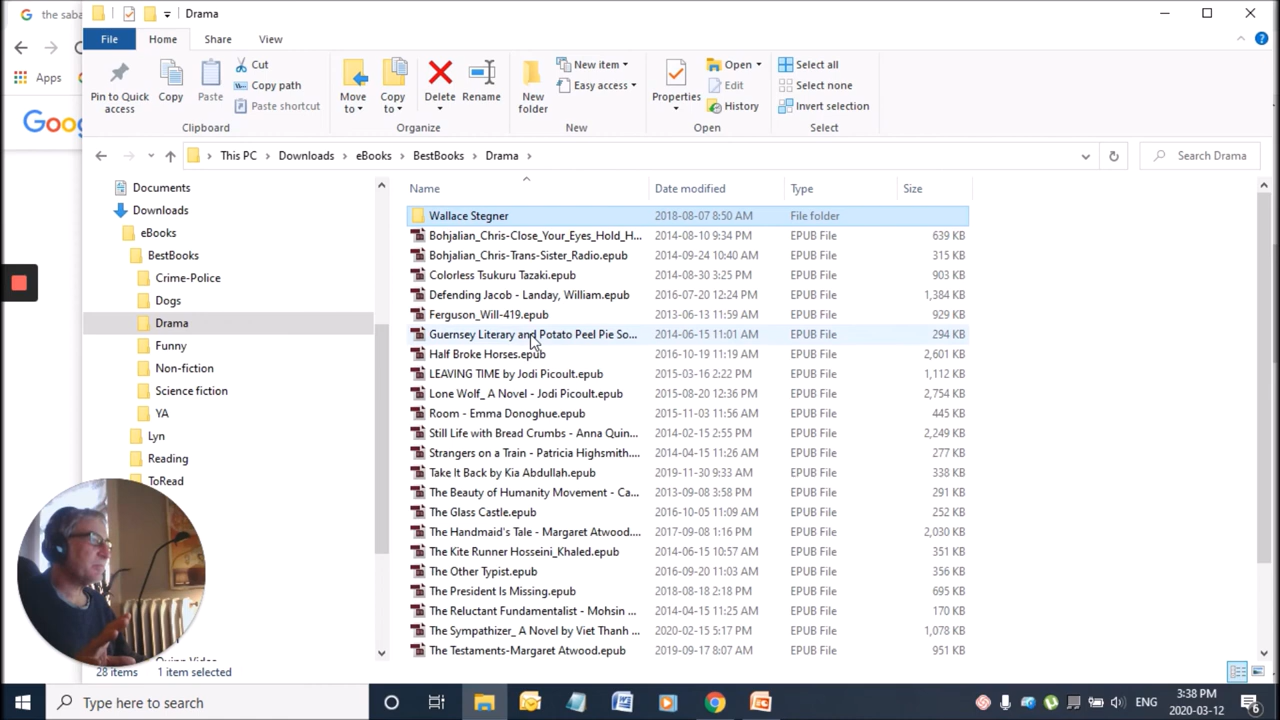 the saba
Drama
File Home Share View
Apps
Goog
Pin to Quick access
Copy
Paste
Cut
Copy path
Paste shortcut
Clipboard
Move to
Copy to
Delete
Rename
Organize
New folder
New item
Easy access
New
Properties
Open
Edit
History
Open
Select all
Select none
Invert selection
Select
This PC Downloads eBooks BestBooks Drama
Search Drama
Documents
Downloads
eBooks
BestBooks
Crime-Police
Dogs
Drama
Funny
Non-fiction
Science fiction
YA
Lyn
Reading
ToRead
Name Date modified Type Size
Wallace Stegner 2018-08-07 8:50 AM File folder
Bohjalian_Chris-Close_Your_Eyes_Hold_H... 2014-08-10 9:34 PM EPUB File 639 KB
Bohjalian_Chris-Trans-Sister_Radio.epub 2014-09-24 10:40 AM EPUB File 315 KB
Colorless Tsukuru Tazaki.epub 2014-08-30 3:25 PM EPUB File 903 KB
Defending Jacob - Landay, William.epub 2016-07-20 12:24 PM EPUB File 1,384 KB
Ferguson_Will-419.epub 2013-06-13 11:59 AM EPUB File 929 KB
Guernsey Literary and Potato Peel Pie So... 2014-06-15 11:01 AM EPUB File 294 KB
Half Broke Horses.epub 2016-10-19 11:19 AM EPUB File 2,601 KB
LEAVING TIME by Jodi Picoult.epub 2015-03-16 2:22 PM EPUB File 1,112 KB
Lone Wolf_ A Novel - Jodi Picoult.epub 2015-08-20 12:36 PM EPUB File 2,754 KB
Room - Emma Donoghue.epub 2015-11-03 11:56 AM EPUB File 445 KB
Still Life with Bread Crumbs - Anna Quin... 2014-02-15 2:55 PM EPUB File 2,249 KB
Strangers on a Train - Patricia Highsmith.... 2014-04-15 11:26 AM EPUB File 277 KB
Take It Back by Kia Abdullah.epub 2019-11-30 9:33 AM EPUB File 338 KB
The Beauty of Humanity Movement - Ca... 2013-09-08 3:58 PM EPUB File 291 KB
The Glass Castle.epub 2016-10-05 11:09 AM EPUB File 252 KB
The Handmaid's Tale - Margaret Atwood.... 2017-09-08 1:16 PM EPUB File 2,030 KB
The Kite Runner Hosseini_Khaled.epub 2014-06-15 10:57 AM EPUB File 351 KB
The Other Typist.epub 2016-09-20 11:03 AM EPUB File 356 KB
The President Is Missing.epub 2018-08-18 2:18 PM EPUB File 695 KB
The Reluctant Fundamentalist - Mohsin ... 2014-04-15 11:25 AM EPUB File 170 KB
The Sympathizer_ A Novel by Viet Thanh ... 2020-02-15 5:17 PM EPUB File 1,078 KB
The Testaments-Margaret Atwood.epub 2019-09-17 8:07 AM EPUB File 951 KB
28 items 1 item selected
Type here to search
ENG
3:38 PM
2020-03-12
6